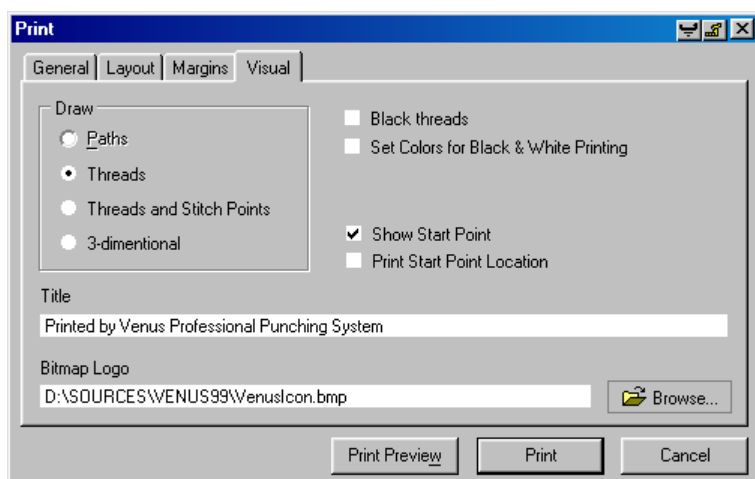 Print
General Layout Margins Visual
Draw
Paths
Threads
Threads and Stitch Points
3-dimentional
Black threads
Set Colors for Black & White Printing
Show Start Point
Print Start Point Location
Title
Printed by Venus Professional Punching System
Bitmap Logo
D:\SOURCES\VENUS99\VenusIcon.bmp
Browse...
Print Preview Print Cancel